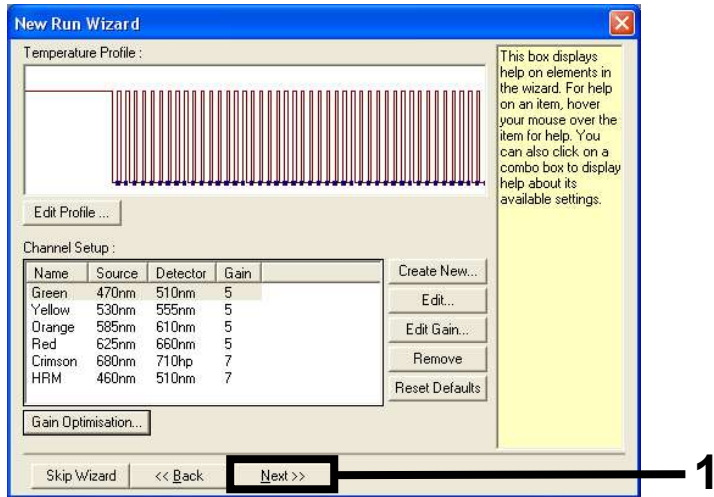 New Run Wizard
Temperature Profile :
This box displays
help on elements in
the wizard. For help
on an item, hover
your mouse over the
item for help. You
can also click on a
combo box to display
help about its
available settings.
Edit Profile ...
Channel Setup :
Name Source Detector Gain
Green 470nm 510nm 5
Yellow 530nm 555nm 5
Orange 585nm 610nm 5
Red 625nm 660nm 5
Crimson 680nm 710hp 7
HRM 460nm 510nm 7
Create New...
Edit...
Edit Gain...
Remove
Reset Defaults
Gain Optimisation...
Skip Wizard << Back Next >> 1